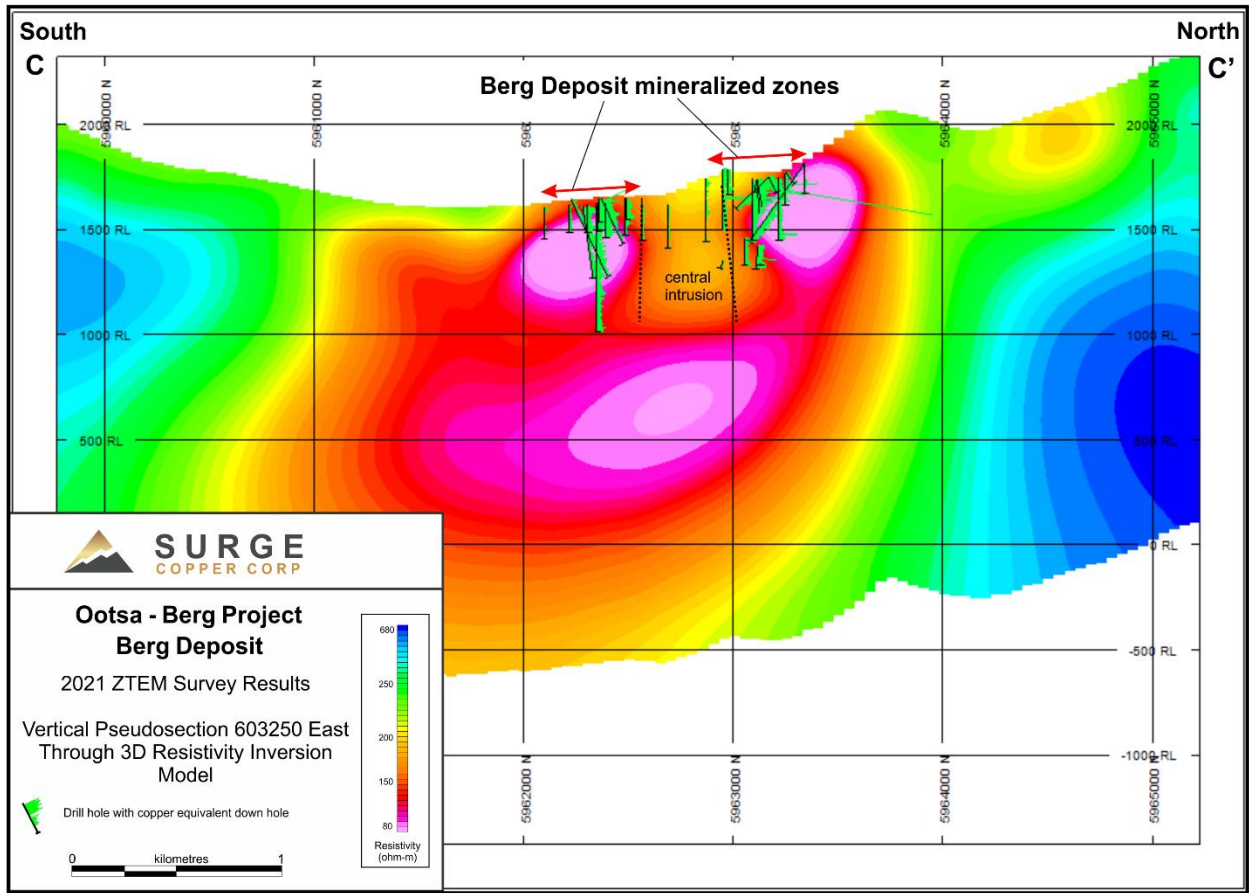 South
North
C
C'
Berg Deposit mineralized zones
5960000 N
5961000 N
5964000 N
5965000 N
2000 RL
2000 RL
1500 RL
1500 RL
central
intrusion
1000 RL
1000 RL
500 RL
500 RL
0 RL
-500 RL
-1000 RL
5962000 N
5963000 N
5964000 N
5965000 N
SURGE
COPPER CORP
Ootsa - Berg Project
Berg Deposit
2021 ZTEM Survey Results
Vertical Pseudosection 603250 East
Through 3D Resistivity Inversion
Model
Drill hole with copper equivalent down hole
0 kilometres 1
680
250
200
150
80
Resistivity
(ohm-m)